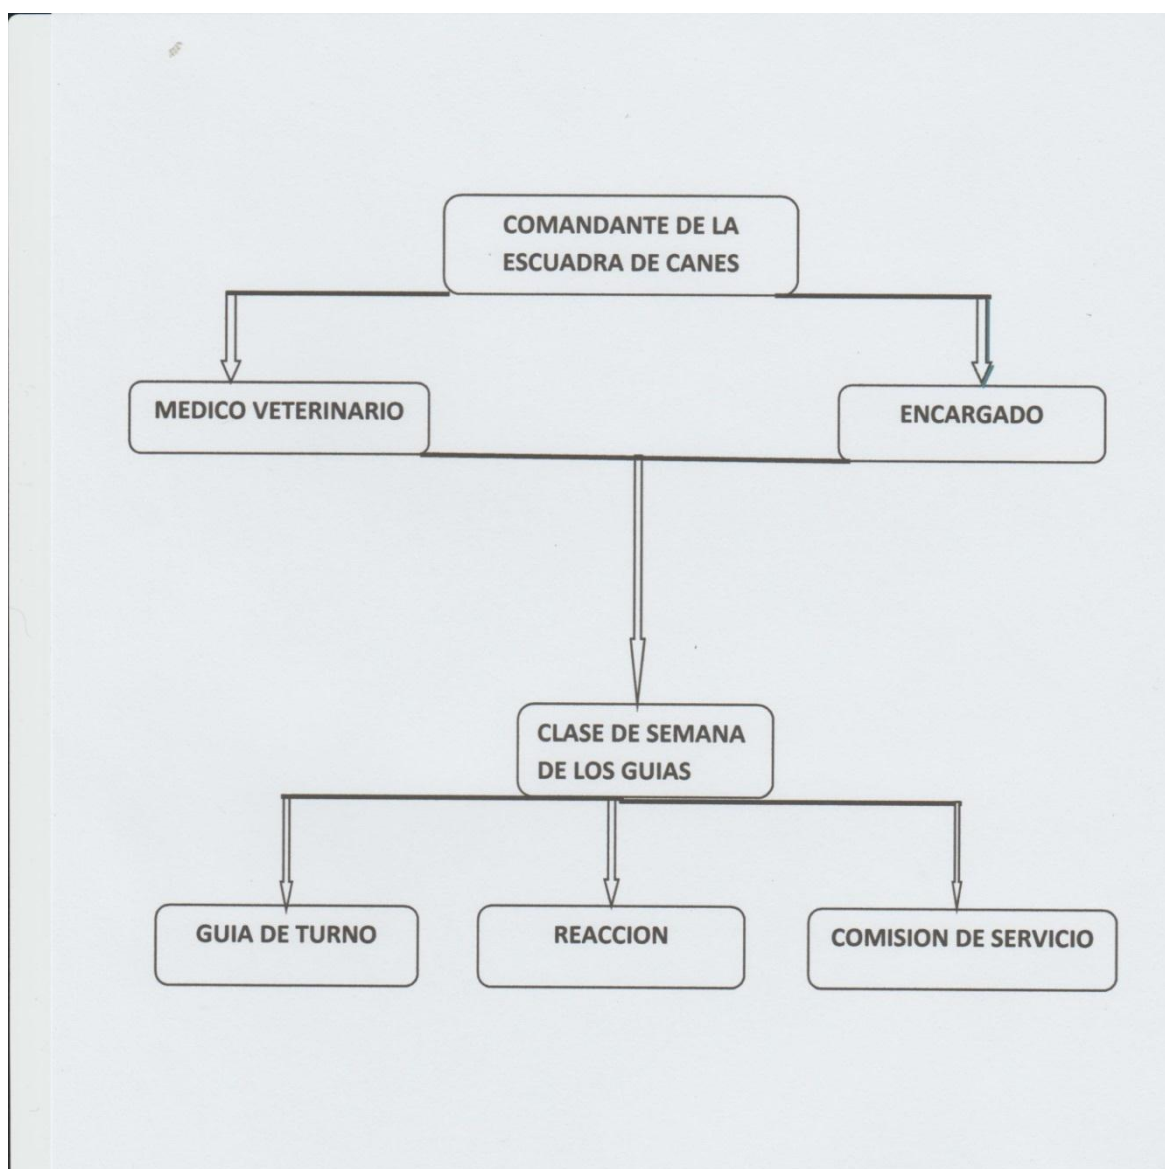 COMANDANTE DE LA
ESCUADRA DE CANES
MEDICO VETERINARIO
ENCARGADO
CLASE DE SEMANA
DE LOS GUIAS
GUIA DE TURNO
REACCION
COMISION DE SERVICIO